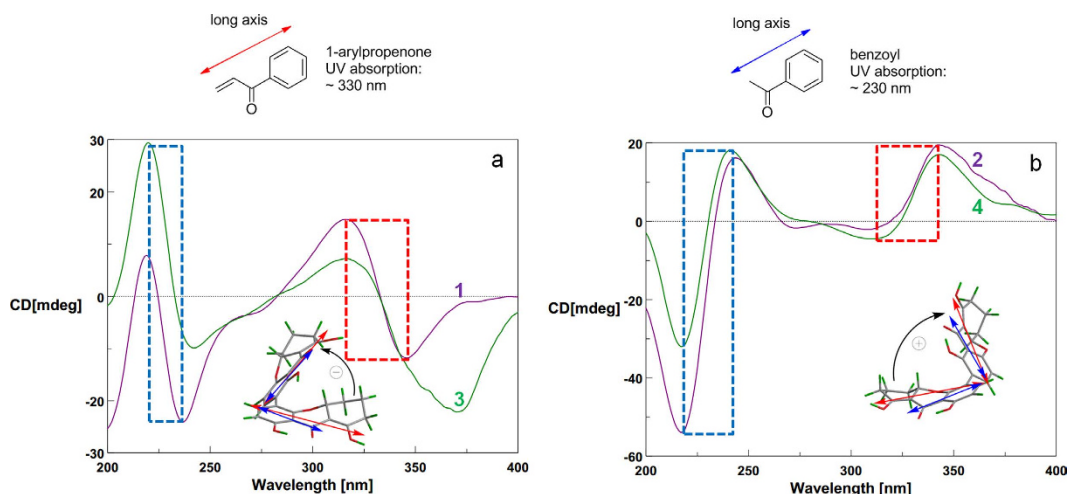 long axis
1-arylpropenone
UV absorption:
~ 330 nm
O
long axis
benzoyl
UV absorption:
~ 230 nm
O
a
30
20
10
0
-10
-20
-30
CD[mdeg]
1
3
−
200
250
300
350
400
Wavelength [nm]
b
20
0
-20
-40
-60
CD[mdeg]
2
4
+
200
250
300
350
400
Wavelength [nm]